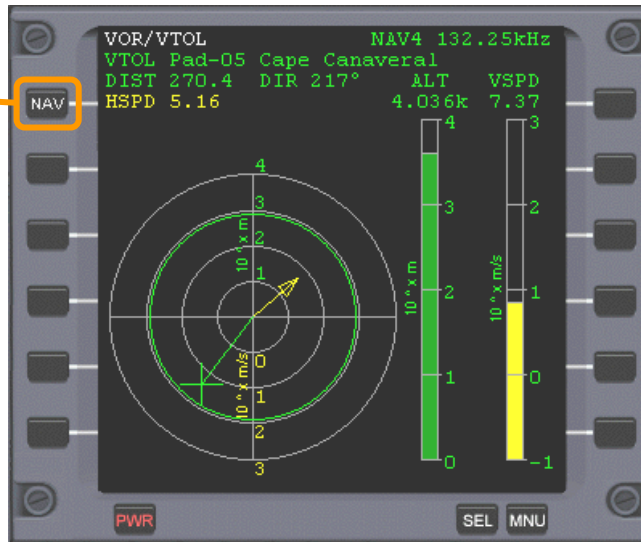 VOR/VTOL NAV4 132.25kHz
VTOL Pad-05 Cape Canaveral
DIST 270.4 DIR 217° ALT VSPD
NAV HSPD 5.16 4.036k 7.37
4 3
4
3
3 2
2
10^x m
1
2 10^x m 1 10^x m/s
0
10^x m/s
1
1 0
2
3
0 -1
PWR SEL MNU